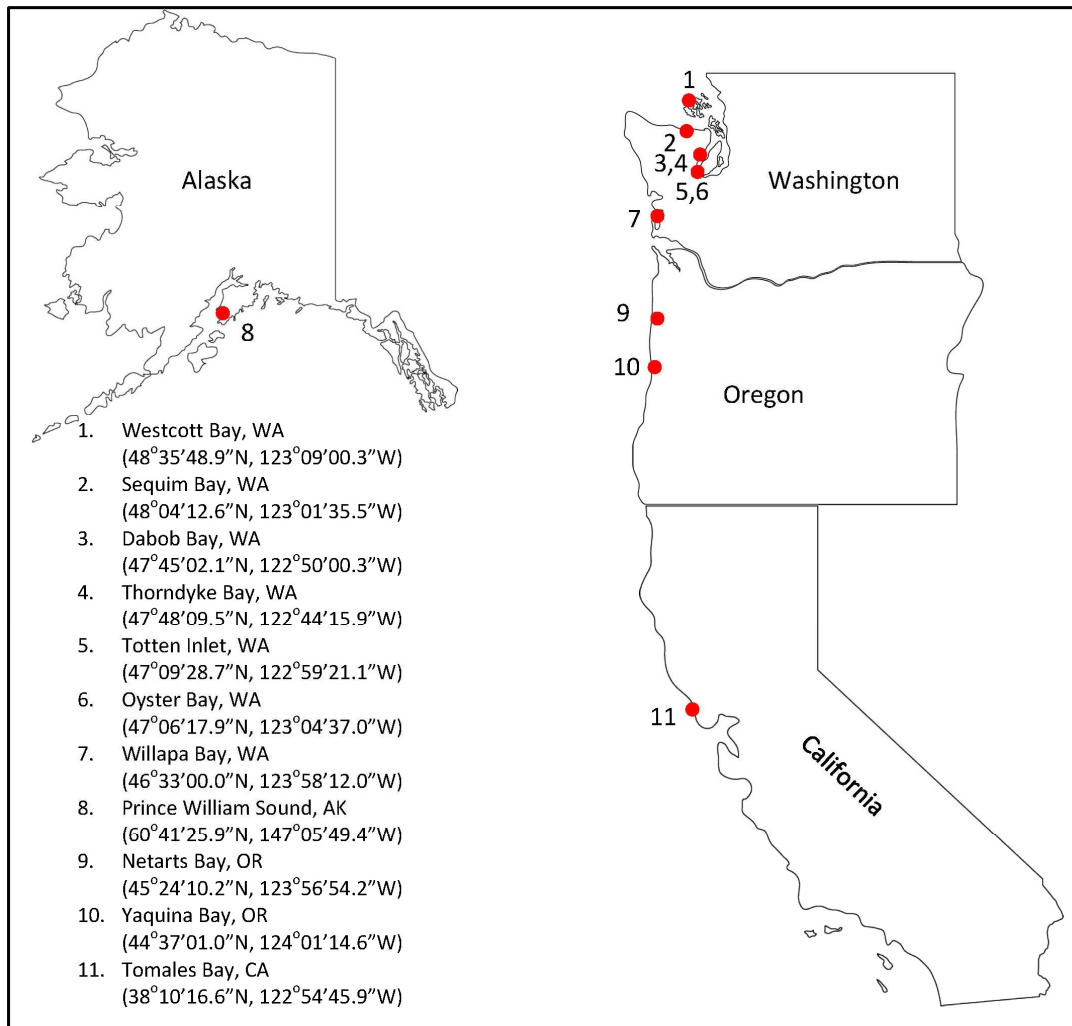 Alaska
8
1
2
3,4
5,6
7
Washington
9
10
Oregon
11
California
1. Westcott Bay, WA
(48°35'48.9"N, 123°09'00.3"W)
2. Sequim Bay, WA
(48°04'12.6"N, 123°01'35.5"W)
3. Dabob Bay, WA
(47°45'02.1"N, 122°50'00.3"W)
4. Thorndyke Bay, WA
(47°48'09.5"N, 122°44'15.9"W)
5. Totten Inlet, WA
(47°09'28.7"N, 122°59'21.1"W)
6. Oyster Bay, WA
(47°06'17.9"N, 123°04'37.0"W)
7. Willapa Bay, WA
(46°33'00.0"N, 123°58'12.0"W)
8. Prince William Sound, AK
(60°41'25.9"N, 147°05'49.4"W)
9. Netarts Bay, OR
(45°24'10.2"N, 123°56'54.2"W)
10. Yaquina Bay, OR
(44°37'01.0"N, 124°01'14.6"W)
11. Tomales Bay, CA
(38°10'16.6"N, 122°54'45.9"W)